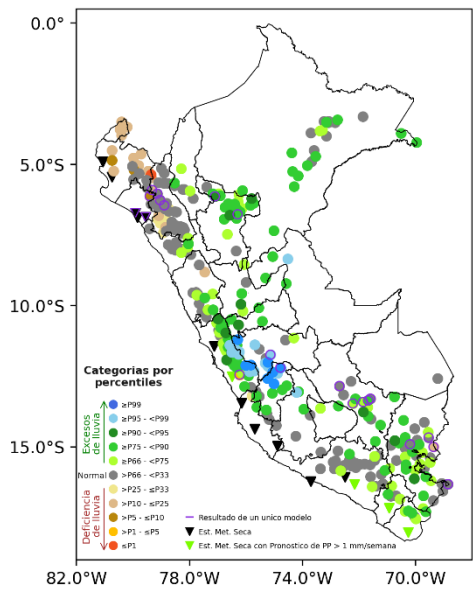 0.0°
5.0°S
10.0°S
15.0°S
Categorias por
percentiles
Excesos
de lluvia
Deficiencia
de lluvia
≥P99
≥P95 - <P99
≥P90 - <P95
≥P75 - <P90
≥P66 - <P75
Normal >P66 - <P33
>P25 - ≤P33
>P10 - ≤P25
>P5 - ≤P10
>P1 - ≤P5
≤P1
Resultado de un unico modelo
Est. Met. Seca
Est. Met. Seca con Pronostico de PP > 1 mm/semana
82.0°W 78.0°W 74.0°W 70.0°W